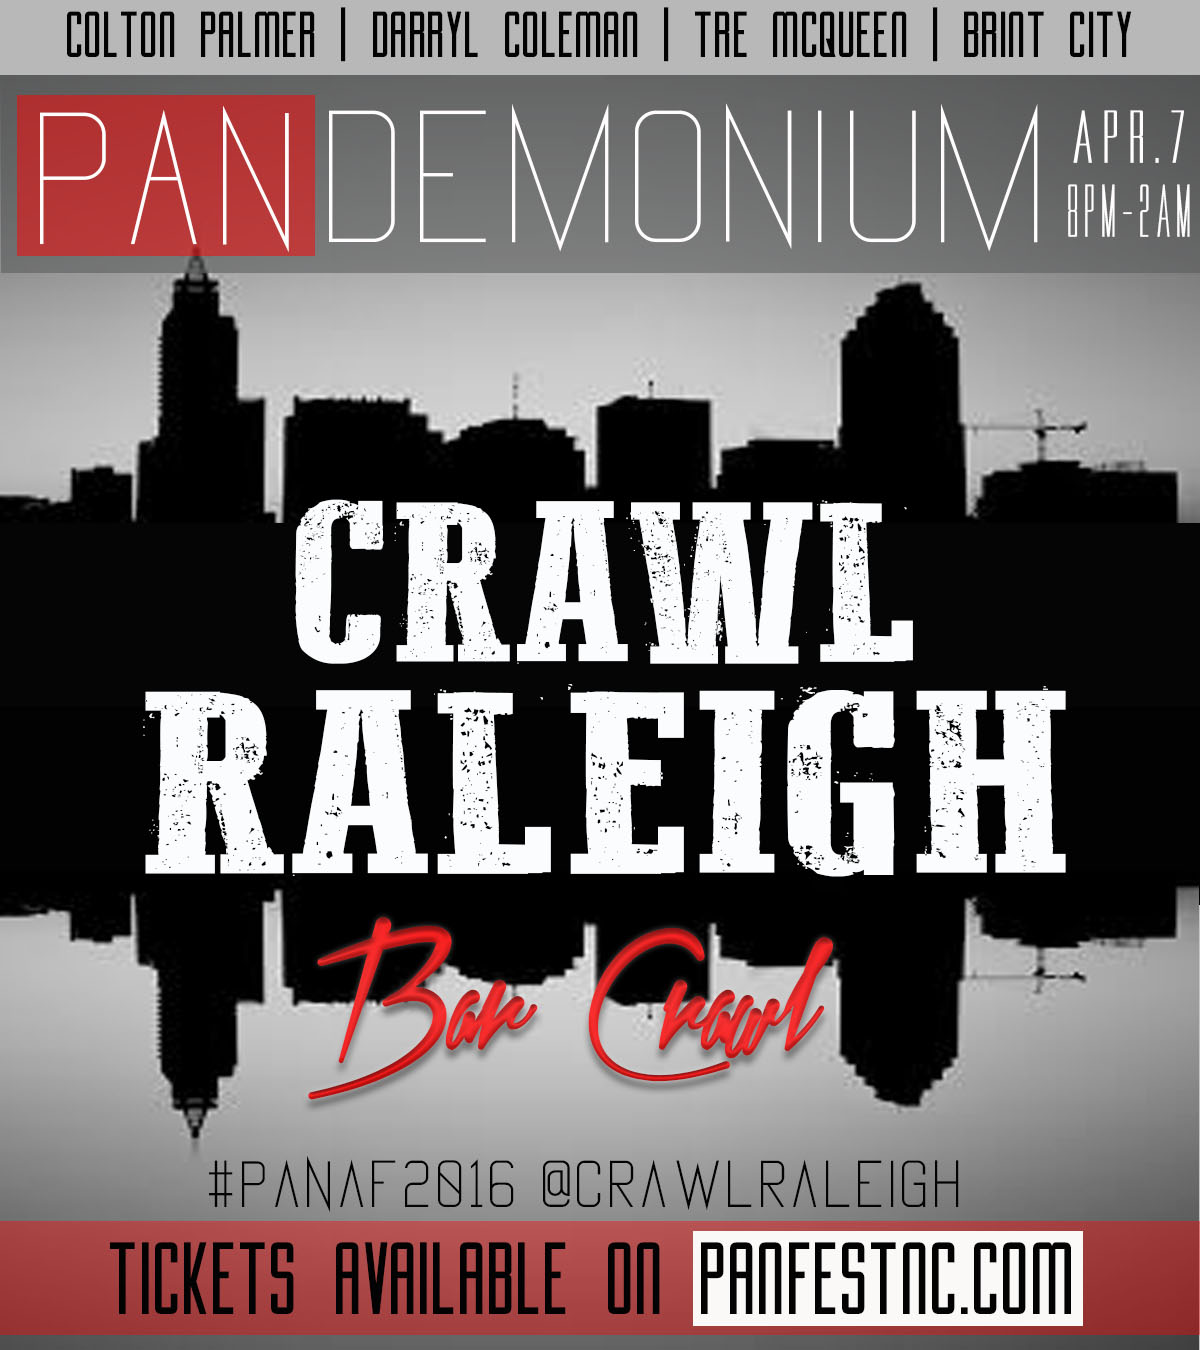 COLTON PALMER | DARRYL COLEMAN | TRE MCQUEEN | BRINT CITY
PANDEMONIUM
APR.7
8PM-2AM
CRAWL
RALEIGH
Bar Crawl
#PANAF2016 @CRAWLRALEIGH
TICKETS AVAILABLE ON PANFESTNC.COM